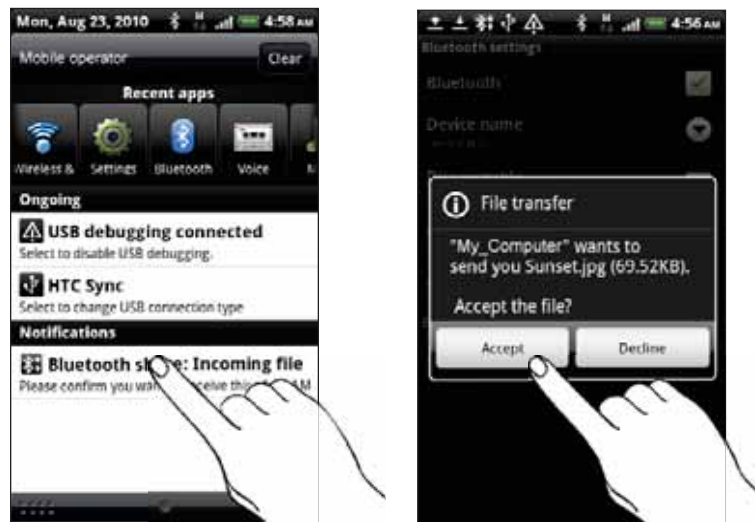 Mon, Aug 23, 2010
4:58 AM
Mobile operator
Clear
Recent apps
Wireless &
Settings
Bluetooth
Voice
Ongoing
USB debugging connected
Select to disable USB debugging.
HTC Sync
Select to change USB connection type
Notifications
Bluetooth Incoming file
Please confirm you
4:56 AM
Bluetooth settings
Bluetooth
Device name
File transfer
"My_Computer" wants to
send you Sunset.jpg (69.52KB).
Accept the file?
Accept
Decline